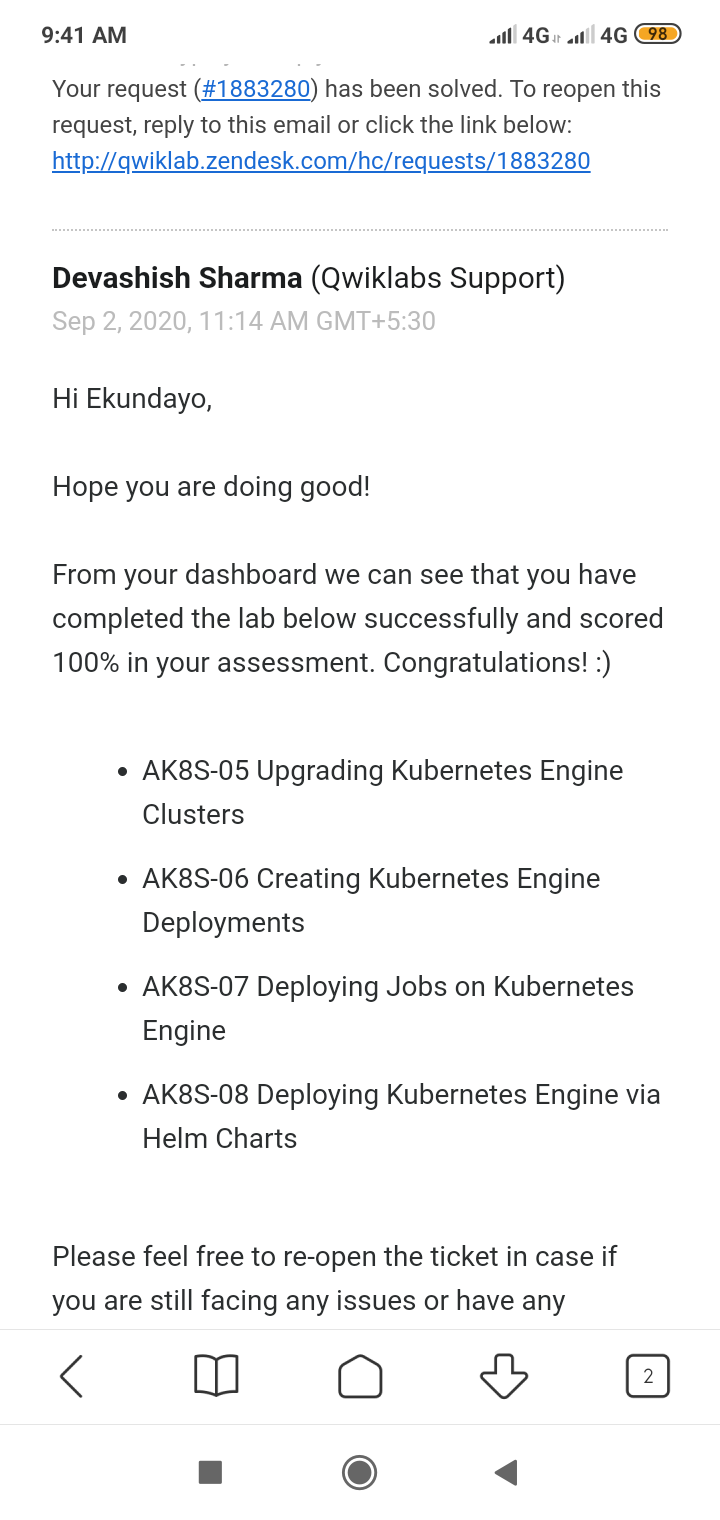 9:41 AM 4G 4G 98
Your request (#1883280) has been solved. To reopen this
request, reply to this email or click the link below:
http://qwiklab.zendesk.com/hc/requests/1883280
Devashish Sharma (Qwiklabs Support)
Sep 2, 2020, 11:14 AM GMT+5:30
Hi Ekundayo,
Hope you are doing good!
From your dashboard we can see that you have
completed the lab below successfully and scored
100% in your assessment. Congratulations! :)
• AK8S-05 Upgrading Kubernetes Engine
Clusters
• AK8S-06 Creating Kubernetes Engine
Deployments
• AK8S-07 Deploying Jobs on Kubernetes
Engine
• AK8S-08 Deploying Kubernetes Engine via
Helm Charts
Please feel free to re-open the ticket in case if
you are still facing any issues or have any
2